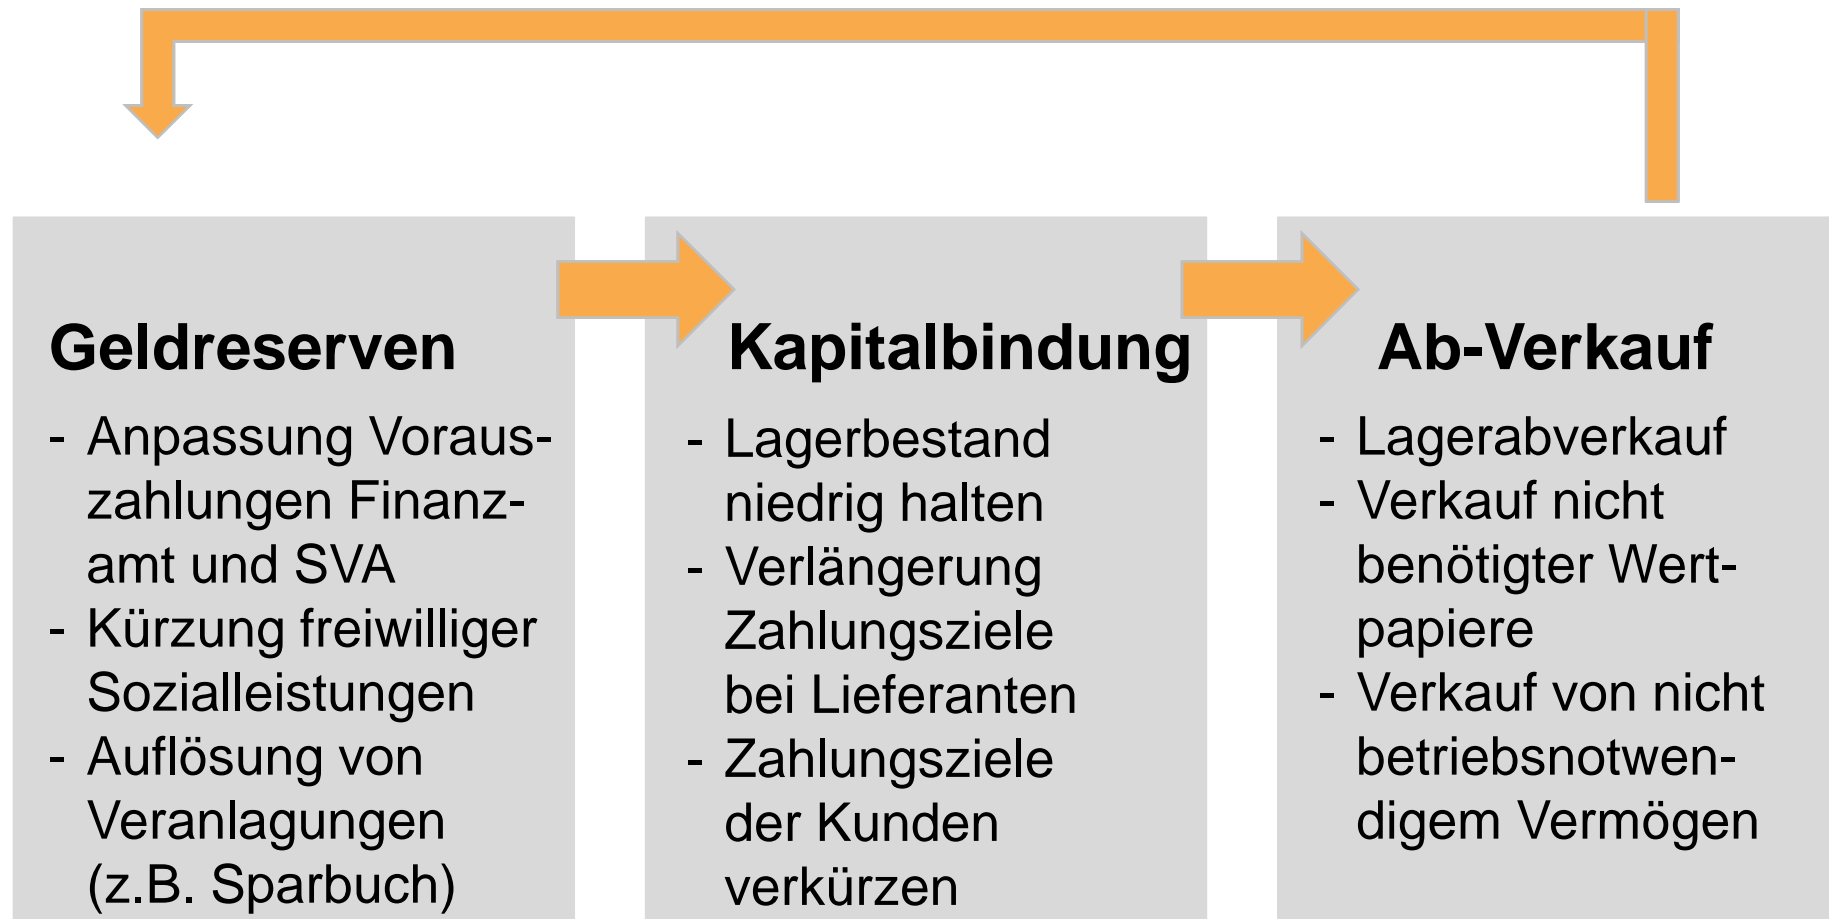 Geldreserven
- Anpassung Voraus-
zahlungen Finanz-
amt und SVA
- Kürzung freiwilliger
Sozialleistungen
- Auflösung von
Veranlagungen
(z.B. Sparbuch)
Kapitalbindung
- Lagerbestand
niedrig halten
- Verlängerung
Zahlungsziele
bei Lieferanten
- Zahlungsziele
der Kunden
verkürzen
Ab-Verkauf
- Lagerabverkauf
- Verkauf nicht
benötigter Wert-
papiere
- Verkauf von nicht
betriebsnotwen-
digem Vermögen